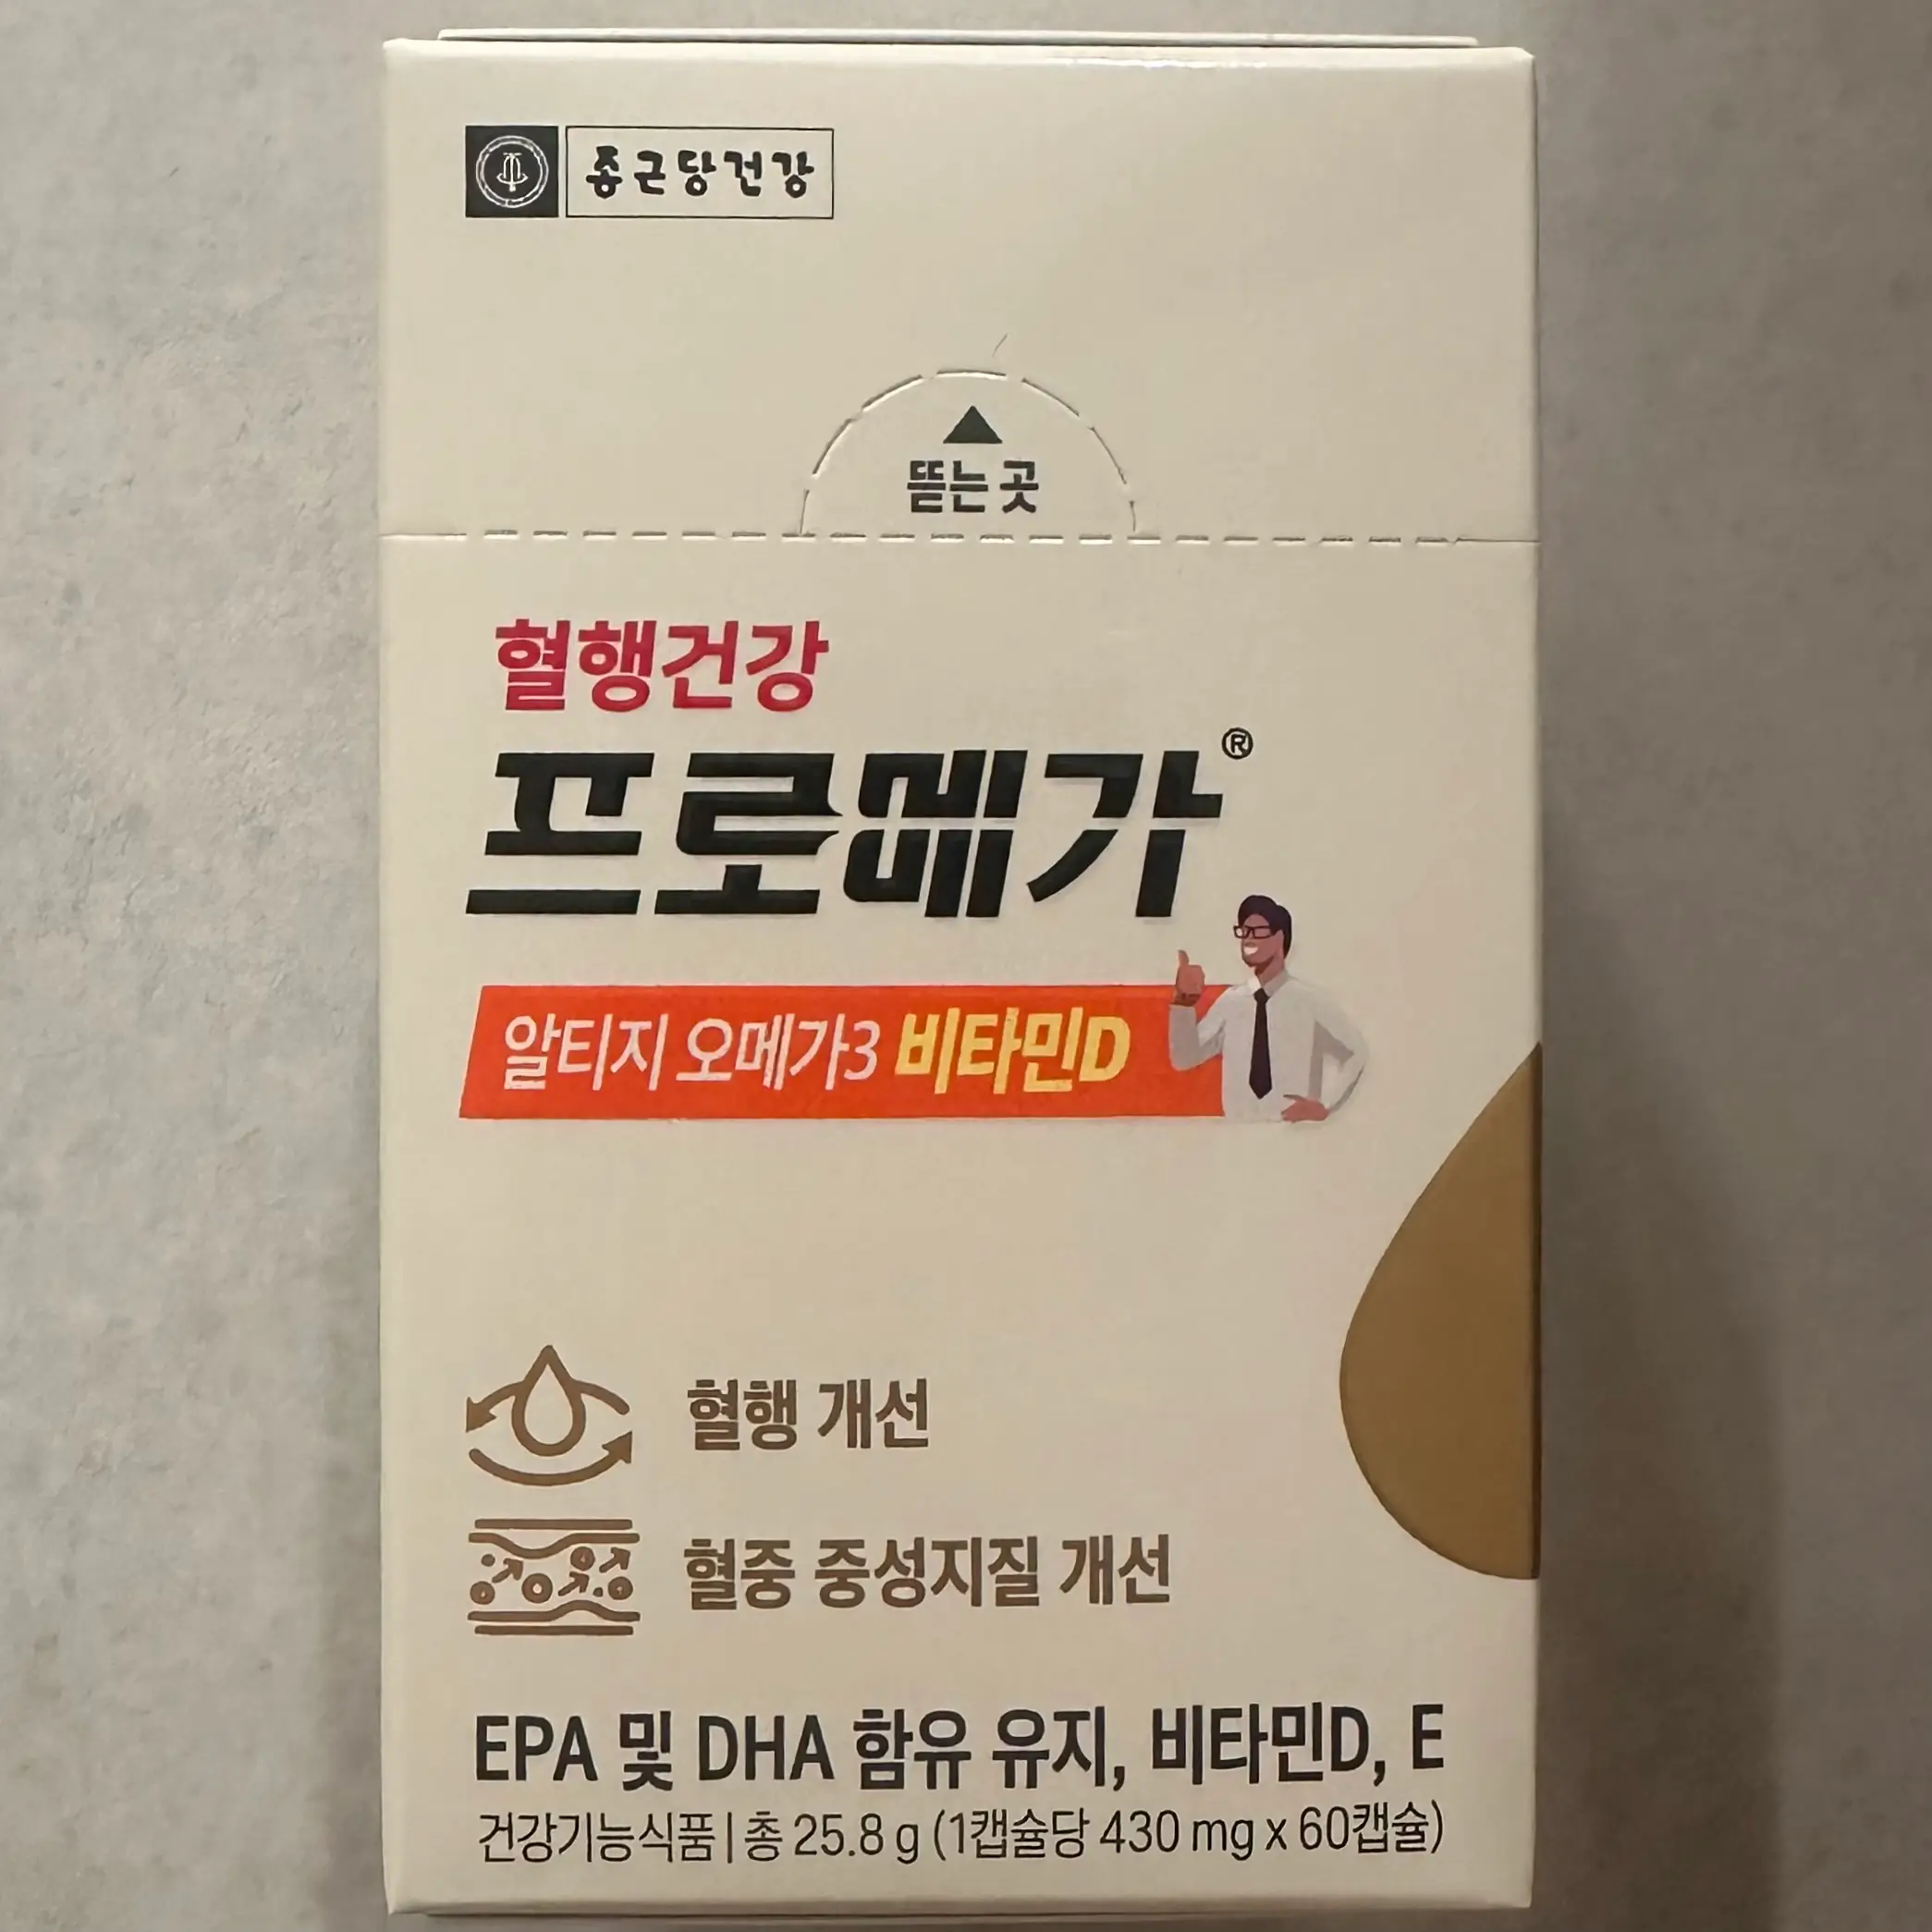 종근당건강
뜯는 곳
혈행건강
프로메가®
알티지 오메가3 비타민D
혈행 개선
혈중 중성지질 개선
EPA 및 DHA 함유 유지, 비타민D, E
건강기능식품 | 총 25.8 g (1캡슐당 430 mg x 60캡슐)